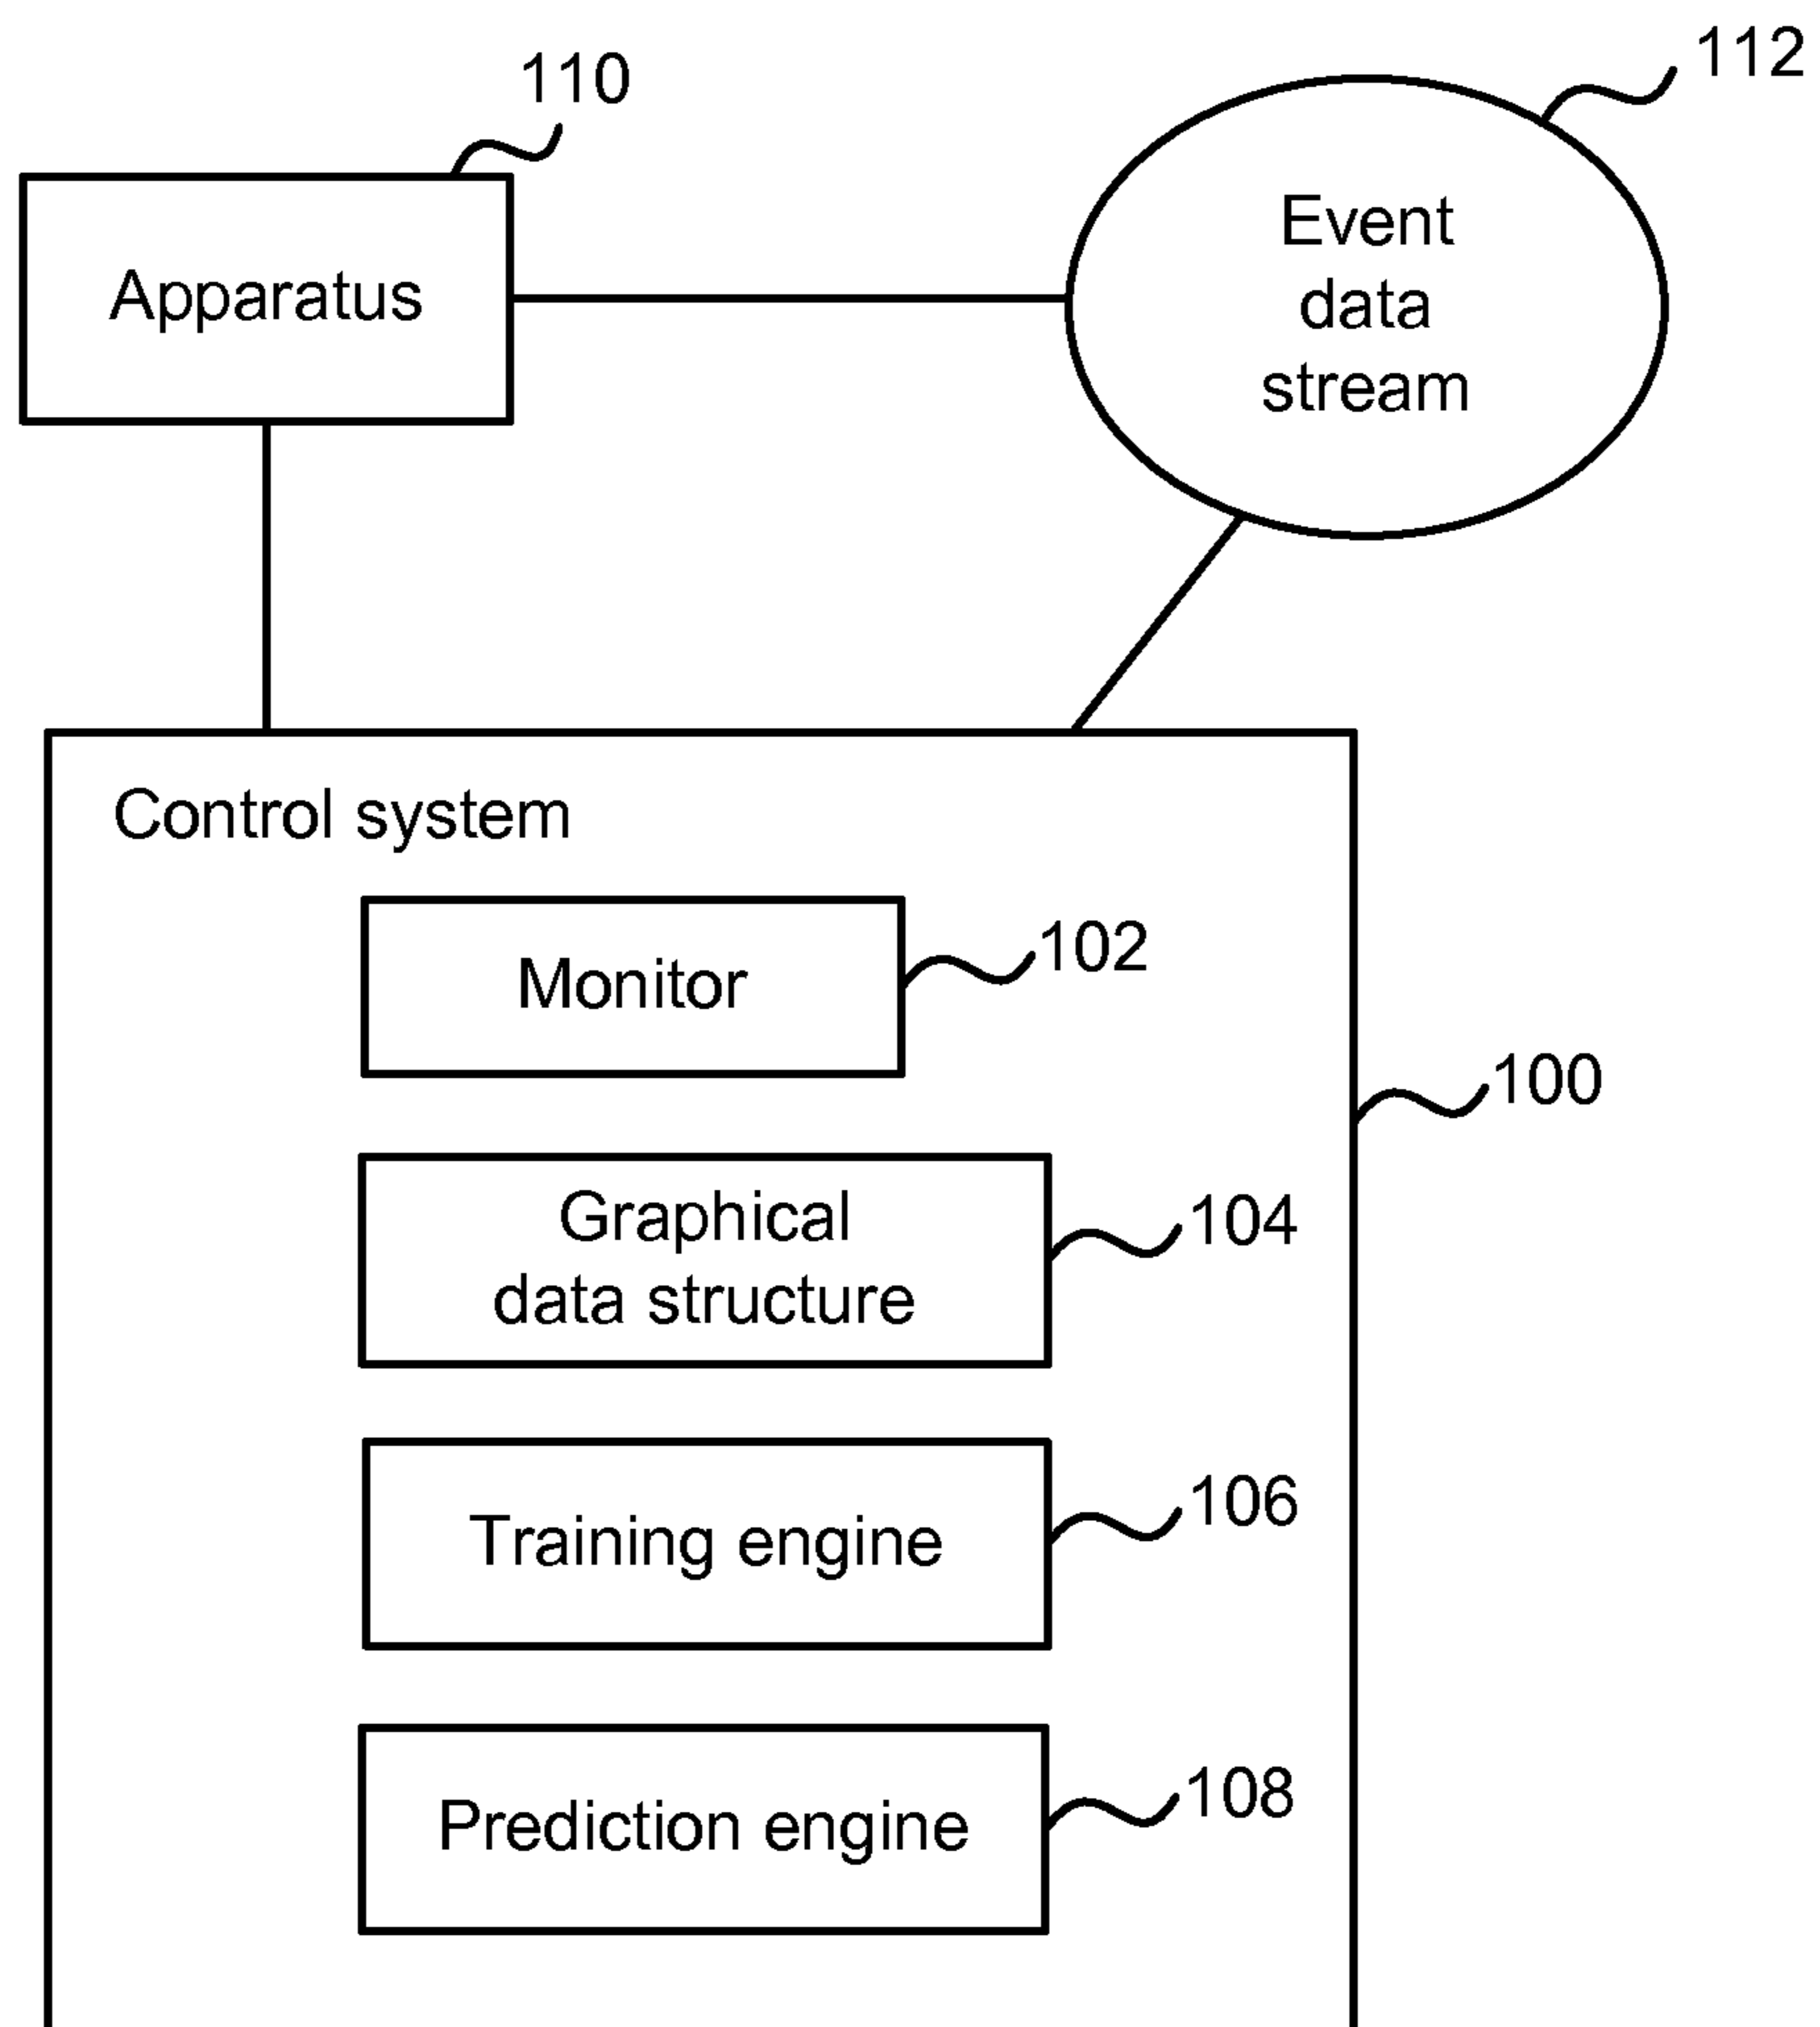 112
110
Event
data
stream
Apparatus
Control system
Monitor
102
100
Graphical
data structure
104
Training engine
106
Prediction engine
108